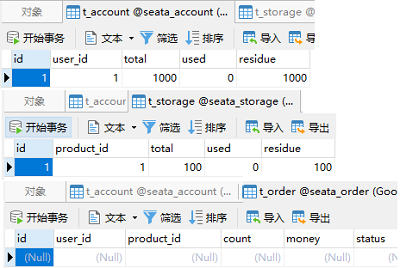 对象 t_account @seata_account (... t_storage @
开始事务 文本 筛选 排序 导入
id user_id total used residue
1 1 1000 0 1000
对象 t_accour t_storage @seata_storage (...
开始事务 文本 筛选 排序 导入 导出
id product_id total used residue
1 1 100 0 100
对象 t_account @seata_account (... t_order @seata_order (Goo
开始事务 文本 筛选 排序 导入 导出
id user_id product_id count money status
(Null) (Null) (Null) (Null) (Null) (Null)